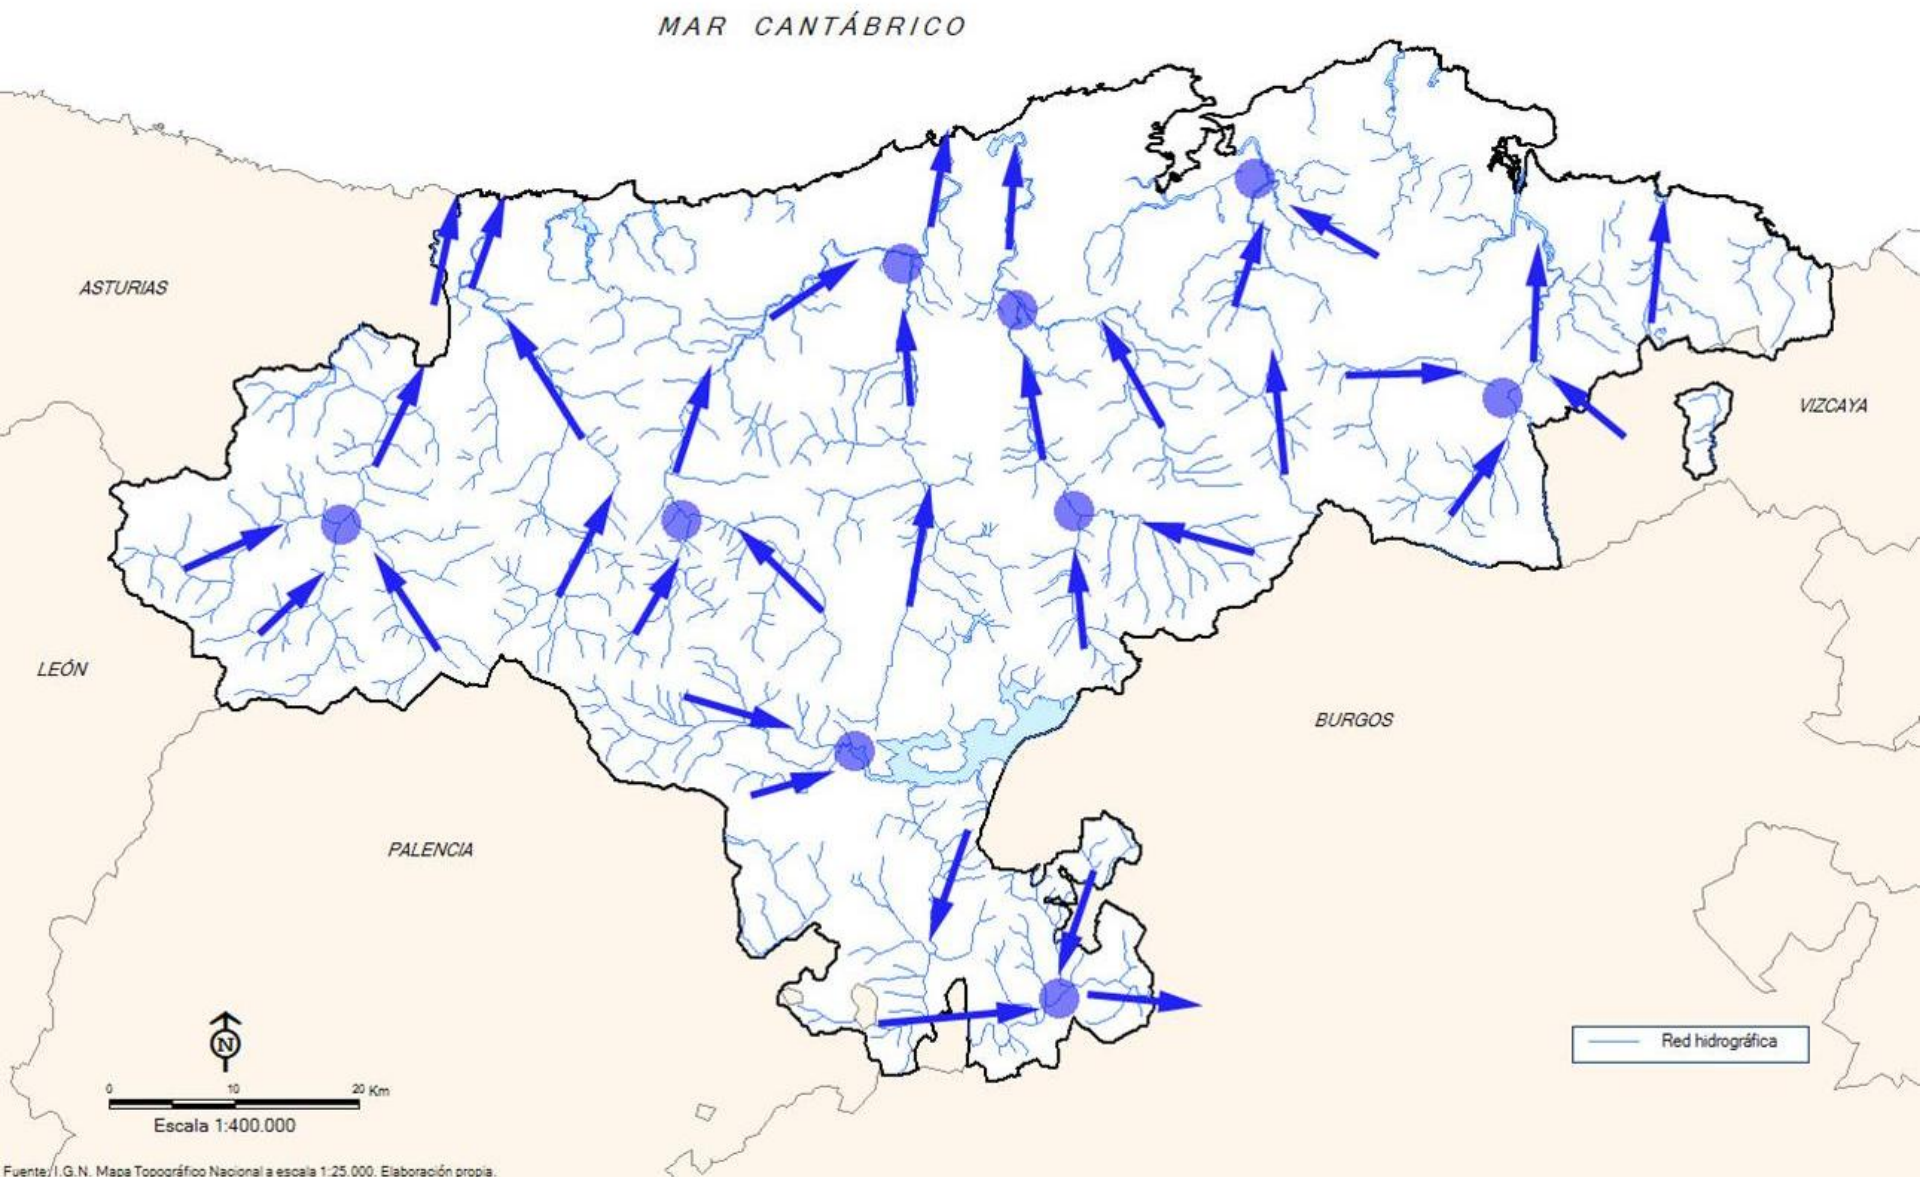 MAR CANTÁBRICO
ASTURIAS
VIZCAYA
LEÓN
BURGOS
PALENCIA
N
0 10 20 Km
Escala 1:400.000
Red hidrográfica
Fuente: I.G.N. Mapa Topográfico Nacional a escala 1:25.000. Elaboración propia.